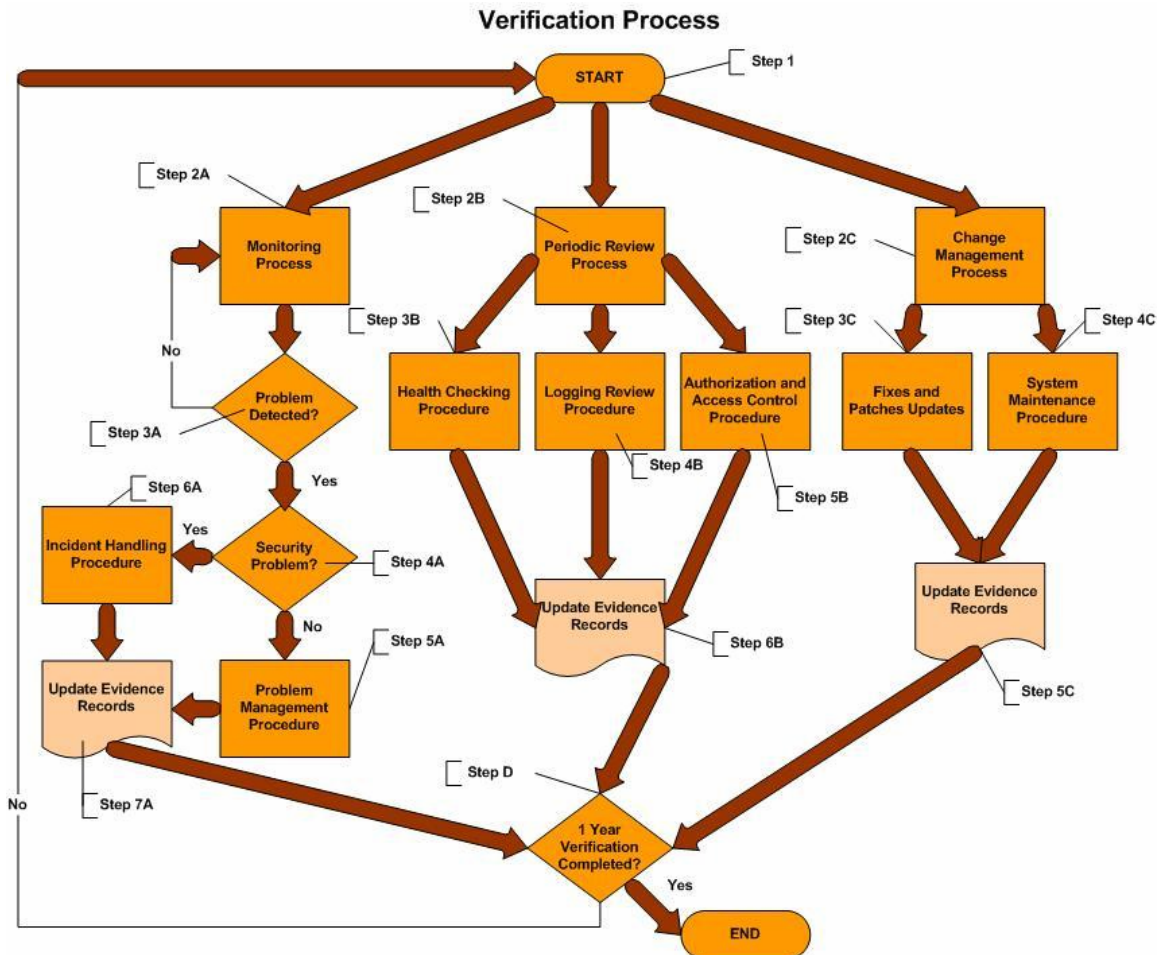 Verification Process
START
Step 1
Step 2A
Step 2B
Step 2C
Monitoring
Process
Periodic Review
Process
Change
Management
Process
Step 3B
Step 3C
Step 4C
No
Problem
Detected?
Step 3A
Health Checking
Procedure
Logging Review
Procedure
Authorization and
Access Control
Procedure
Fixes and
Patches Updates
System
Maintenance
Procedure
Step 4B
Step 5B
Yes
Step 6A
Yes
Incident Handling
Procedure
Security
Problem?
Step 4A
No
Step 5A
Update Evidence
Records
Problem
Management
Procedure
Step 7A
Update Evidence
Records
Step 6B
Update Evidence
Records
Step 5C
Step D
No
1 Year
Verification
Completed?
Yes
END